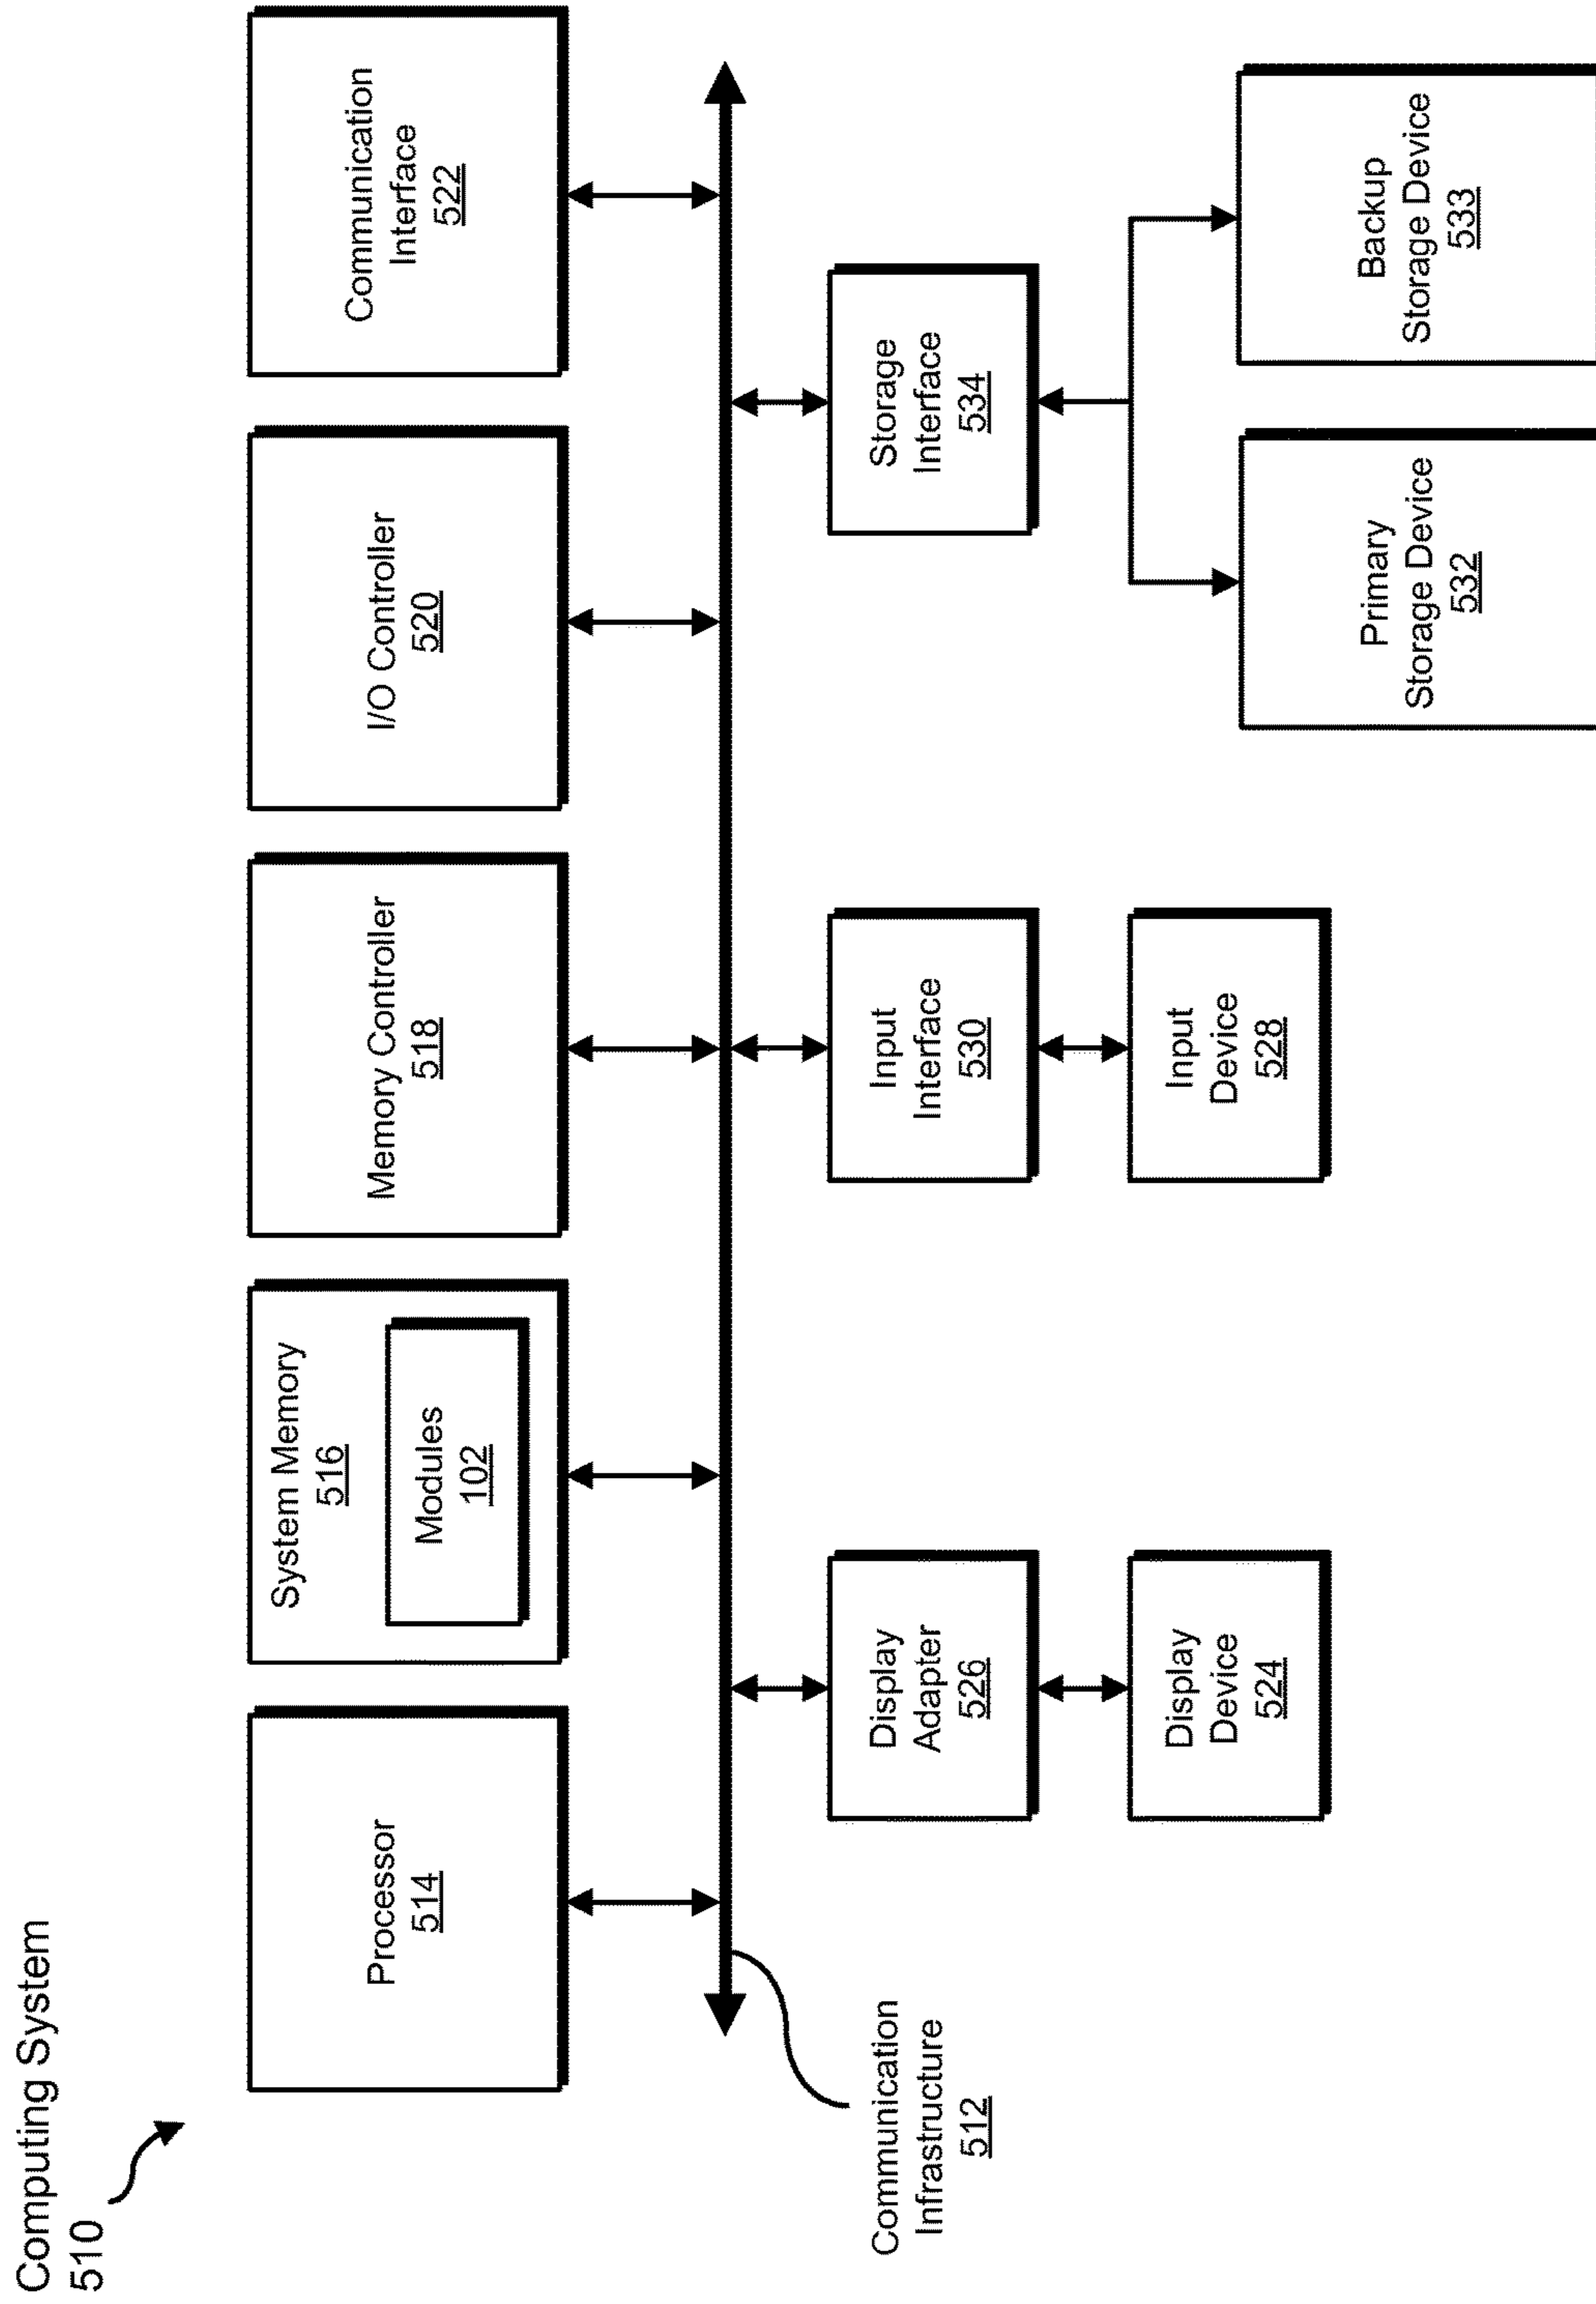 Computing System
510
Processor
514
System Memory
516
Modules
102
Memory Controller
518
I/O Controller
520
Communication
Interface
522
Communication
Infrastructure
512
Display
Adapter
526
Input
Interface
530
Storage
Interface
534
Display
Device
524
Input
Device
528
Primary
Storage Device
532
Backup
Storage Device
533